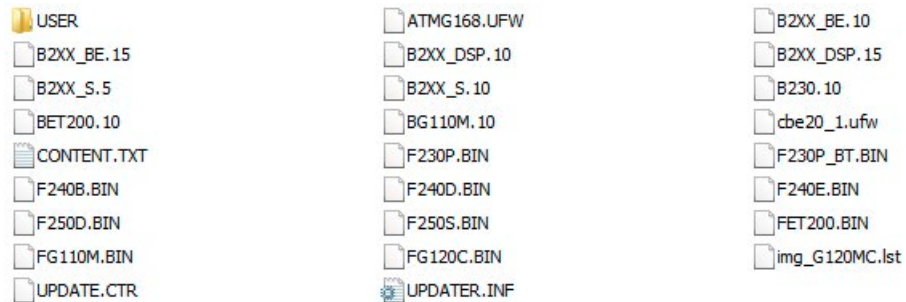 USER ATMG168.UFW B2XX_BE.10
B2XX_BE.15 B2XX_DSP.10 B2XX_DSP.15
B2XX_S.5 B2XX_S.10 B230.10
BET200.10 BG110M.10 cbe20_1.ufw
CONTENT.TXT F230P.BIN F230P_BT.BIN
F240B.BIN F240D.BIN F240E.BIN
F250D.BIN F250S.BIN FET200.BIN
FG110M.BIN FG120C.BIN img_G120MC.lst
UPDATE.CTR UPDATER.INF